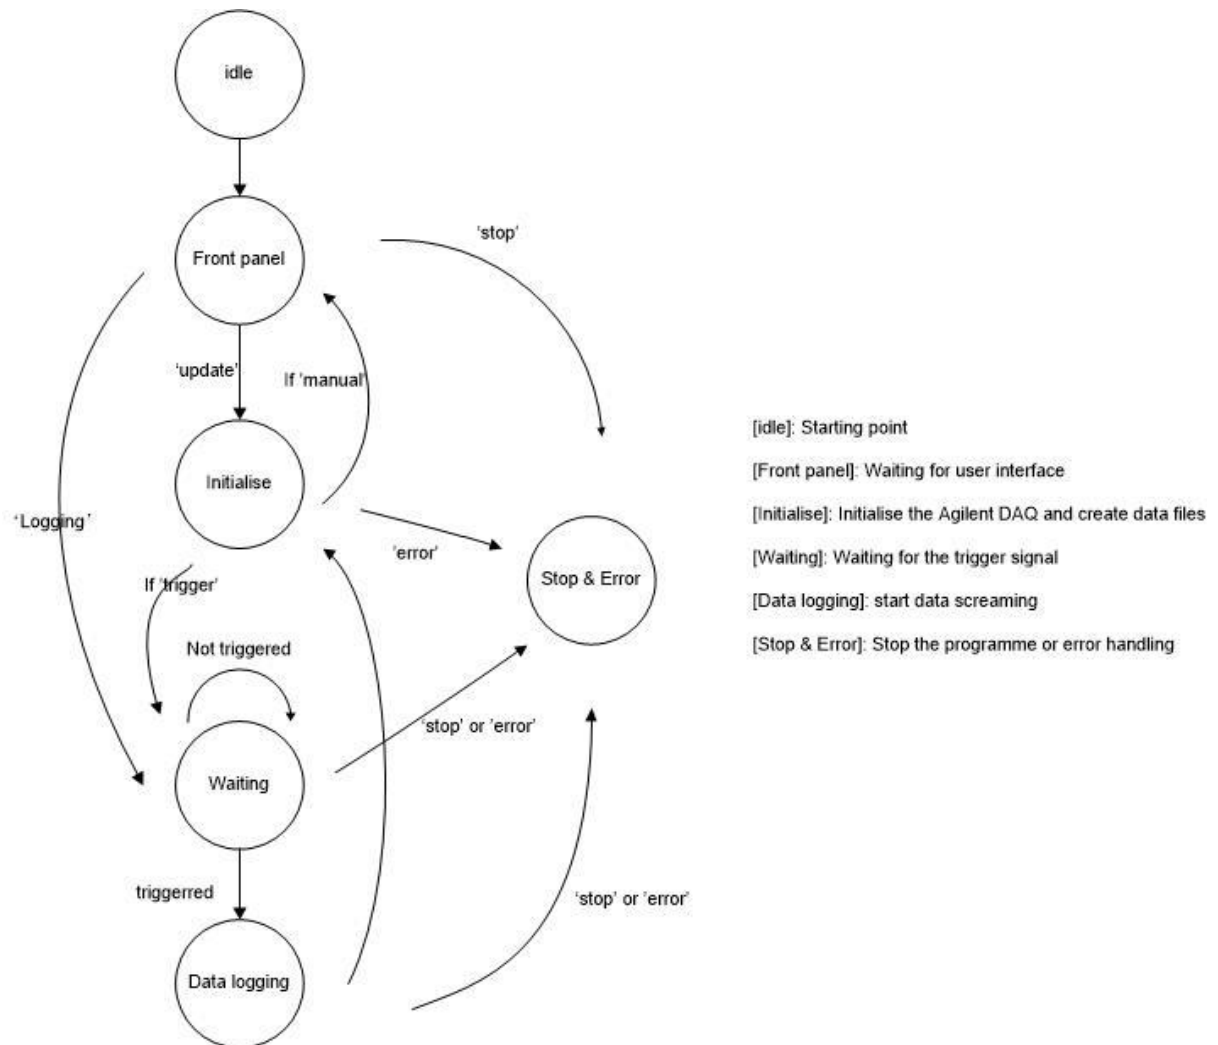 idle
Front panel
'stop'
'update'
If 'manual'
Initialise
'Logging'
'error'
If 'trigger'
Not triggered
Stop & Error
'stop' or 'error'
Waiting
triggerred
'stop' or 'error'
Data logging
[idle]: Starting point
[Front panel]: Waiting for user interface
[Initialise]: Initialise the Agilent DAQ and create data files
[Waiting]: Waiting for the trigger signal
[Data logging]: start data screaming
[Stop & Error]: Stop the programme or error handling